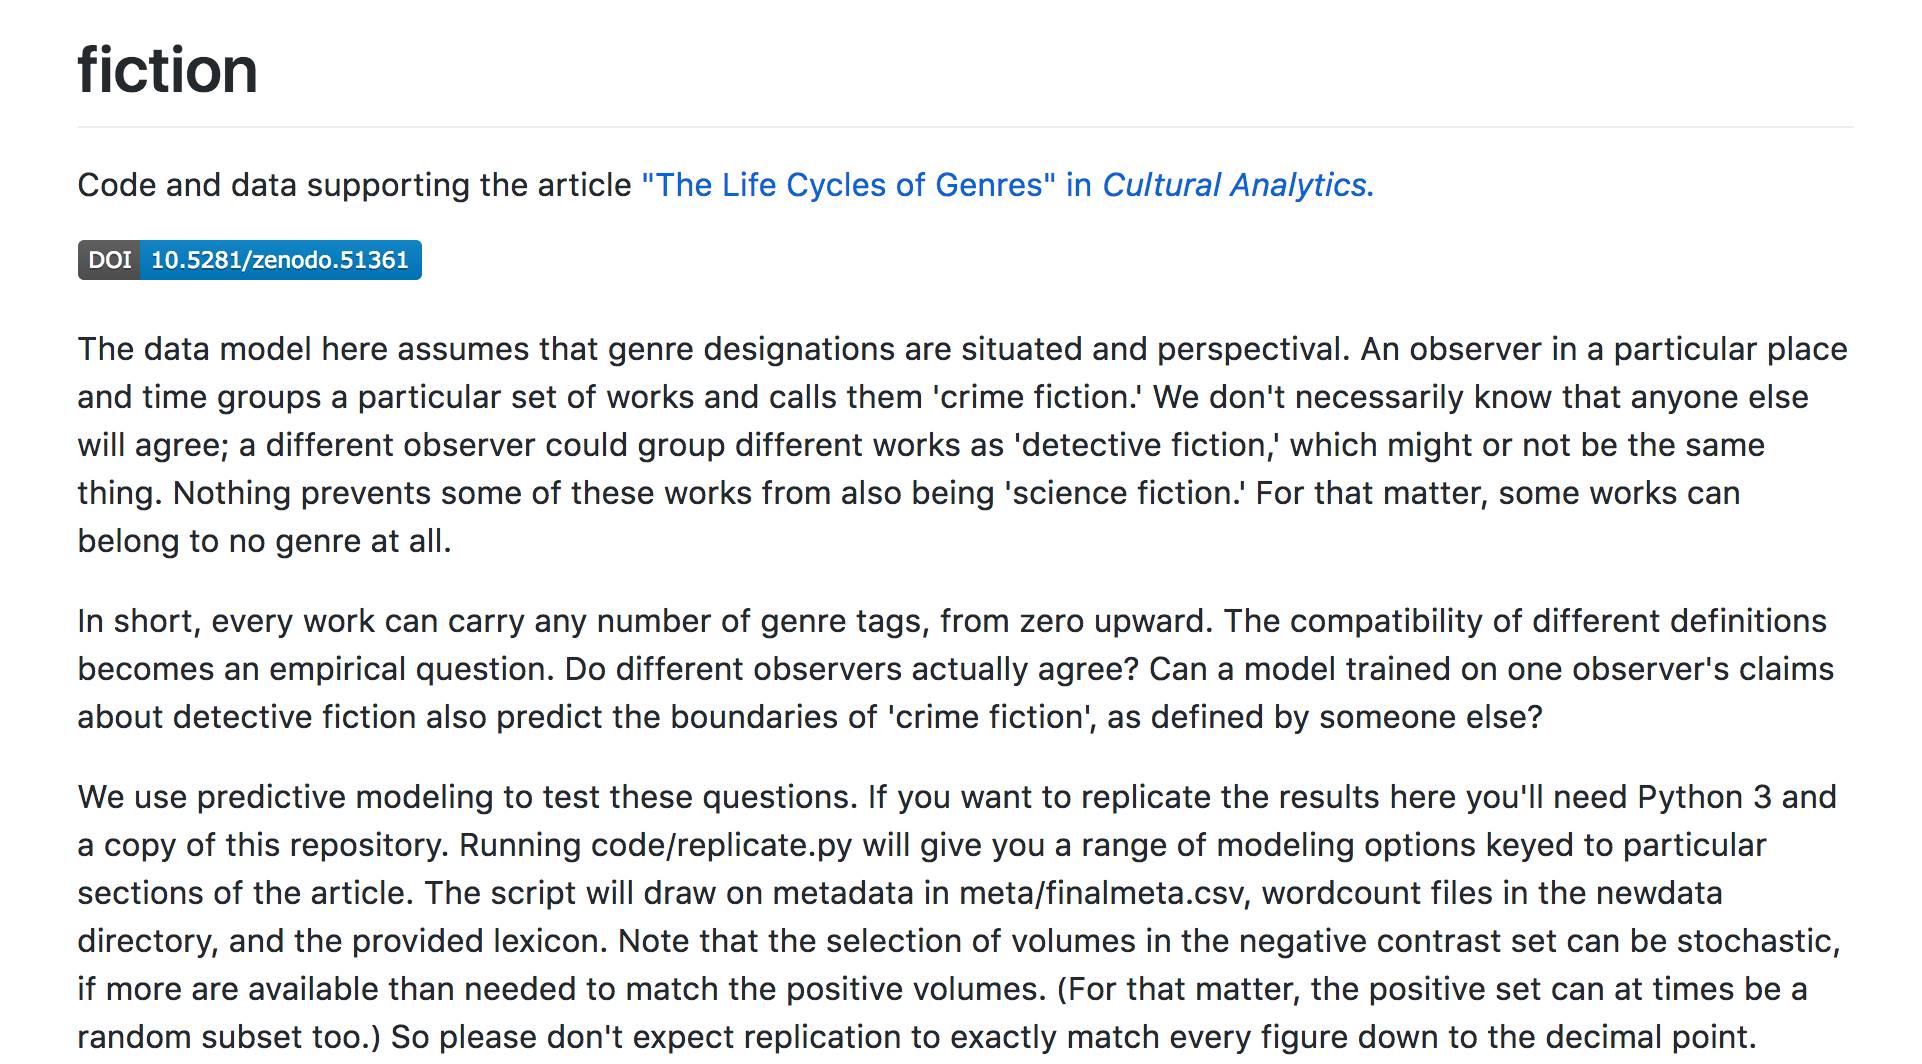 fiction
Code and data supporting the article "The Life Cycles of Genres" in Cultural Analytics.
DOI 10.5281/zenodo.51361
The data model here assumes that genre designations are situated and perspectival. An observer in a particular place
and time groups a particular set of works and calls them 'crime fiction.' We don't necessarily know that anyone else
will agree; a different observer could group different works as 'detective fiction,' which might or not be the same
thing. Nothing prevents some of these works from also being 'science fiction.' For that matter, some works can
belong to no genre at all.
In short, every work can carry any number of genre tags, from zero upward. The compatibility of different definitions
becomes an empirical question. Do different observers actually agree? Can a model trained on one observer's claims
about detective fiction also predict the boundaries of 'crime fiction', as defined by someone else?
We use predictive modeling to test these questions. If you want to replicate the results here you'll need Python 3 and
a copy of this repository. Running code/replicate.py will give you a range of modeling options keyed to particular
sections of the article. The script will draw on metadata in meta/finalmeta.csv, wordcount files in the newdata
directory, and the provided lexicon. Note that the selection of volumes in the negative contrast set can be stochastic,
if more are available than needed to match the positive volumes. (For that matter, the positive set can at times be a
random subset too.) So please don't expect replication to exactly match every figure down to the decimal point.